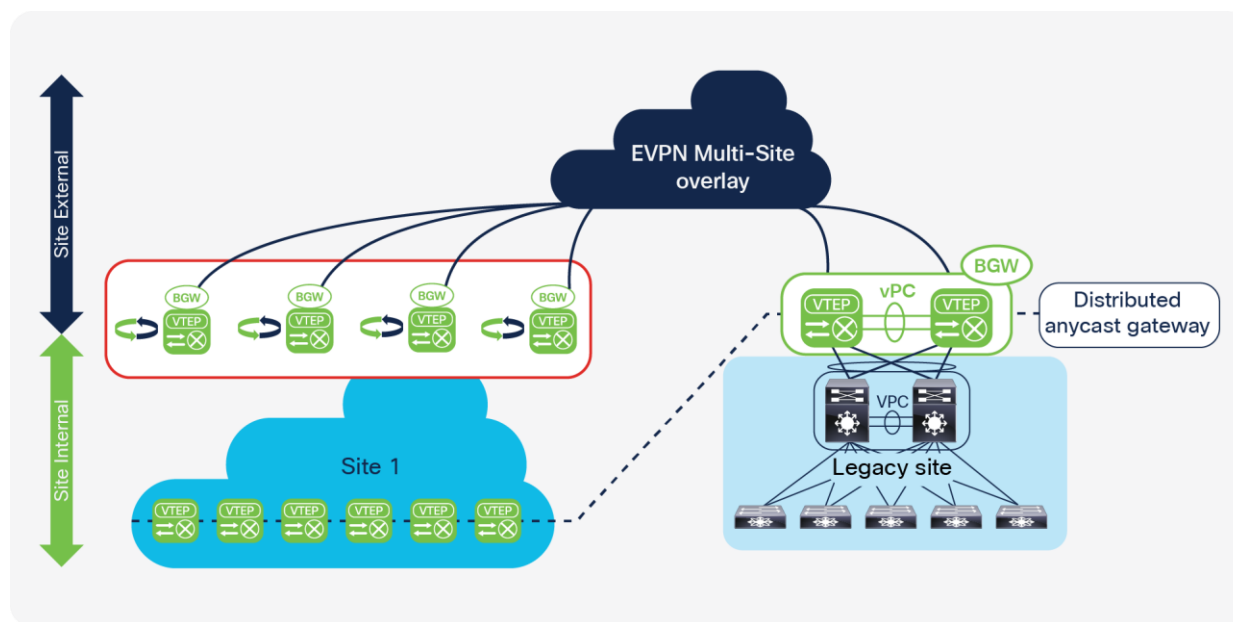 EVPN Multi-Site
overlay
Site External
BGW
BGW
BGW
BGW
VTEP
VTEP
VTEP
VTEP
BGW
VTEP
vPC
VTEP
Distributed
anycast gateway
VPC
Site Internal
Site 1
Legacy site
VTEP
VTEP
VTEP
VTEP
VTEP
VTEP